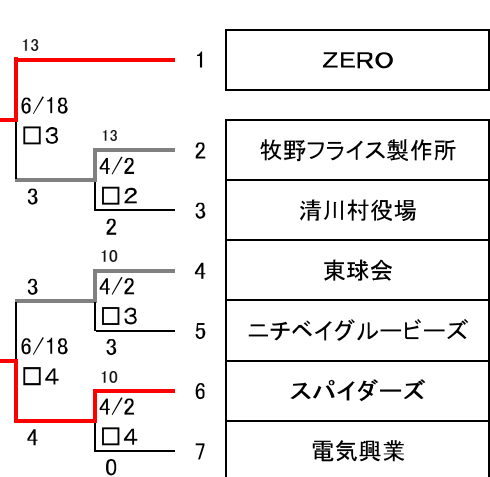 13
1 ZERO
6/18
□3
13
2 牧野フライス製作所
4/2
3
□2
2
3 清川村役場
10
4 東球会
3
4/2
□3
5 ニチベイグルービーズ
6/18
3
□4
10
6 スパイダーズ
4/2
4
□4
7 電気興業
0